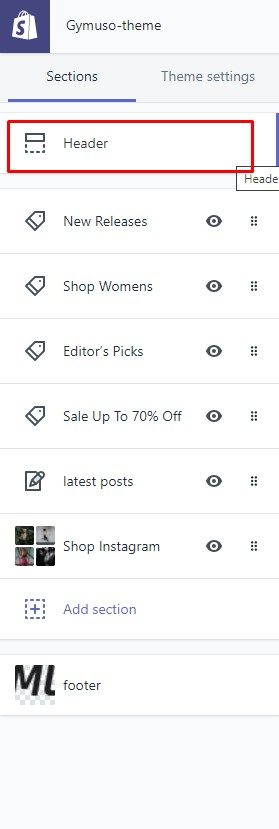 Gymuso-theme
Sections
Theme settings
Header
Heade
New Releases
Shop Womens
Editor’s Picks
Sale Up To 70% Off
latest posts
Shop Instagram
Add section
footer